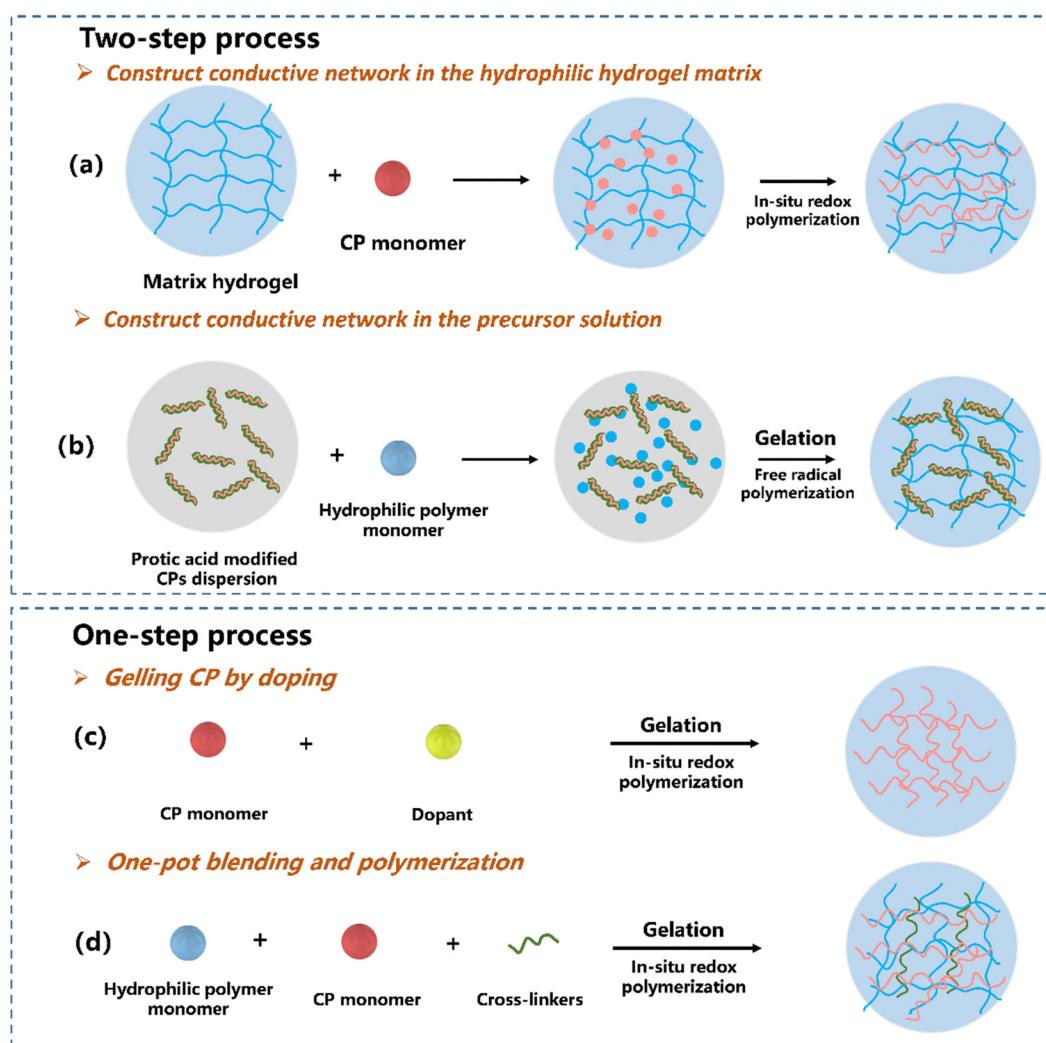 Two-step process
➢ Construct conductive network in the hydrophilic hydrogel matrix
(a)
Matrix hydrogel
+
CP monomer
In-situ redox
polymerization
➢ Construct conductive network in the precursor solution
(b)
Protic acid modified
CPs dispersion
+
Hydrophilic polymer
monomer
Gelation
Free radical
polymerization
One-step process
➢ Gelling CP by doping
(c)
CP monomer
+
Dopant
Gelation
In-situ redox
polymerization
➢ One-pot blending and polymerization
(d)
Hydrophilic polymer
monomer
+
CP monomer
+
Cross-linkers
Gelation
In-situ redox
polymerization